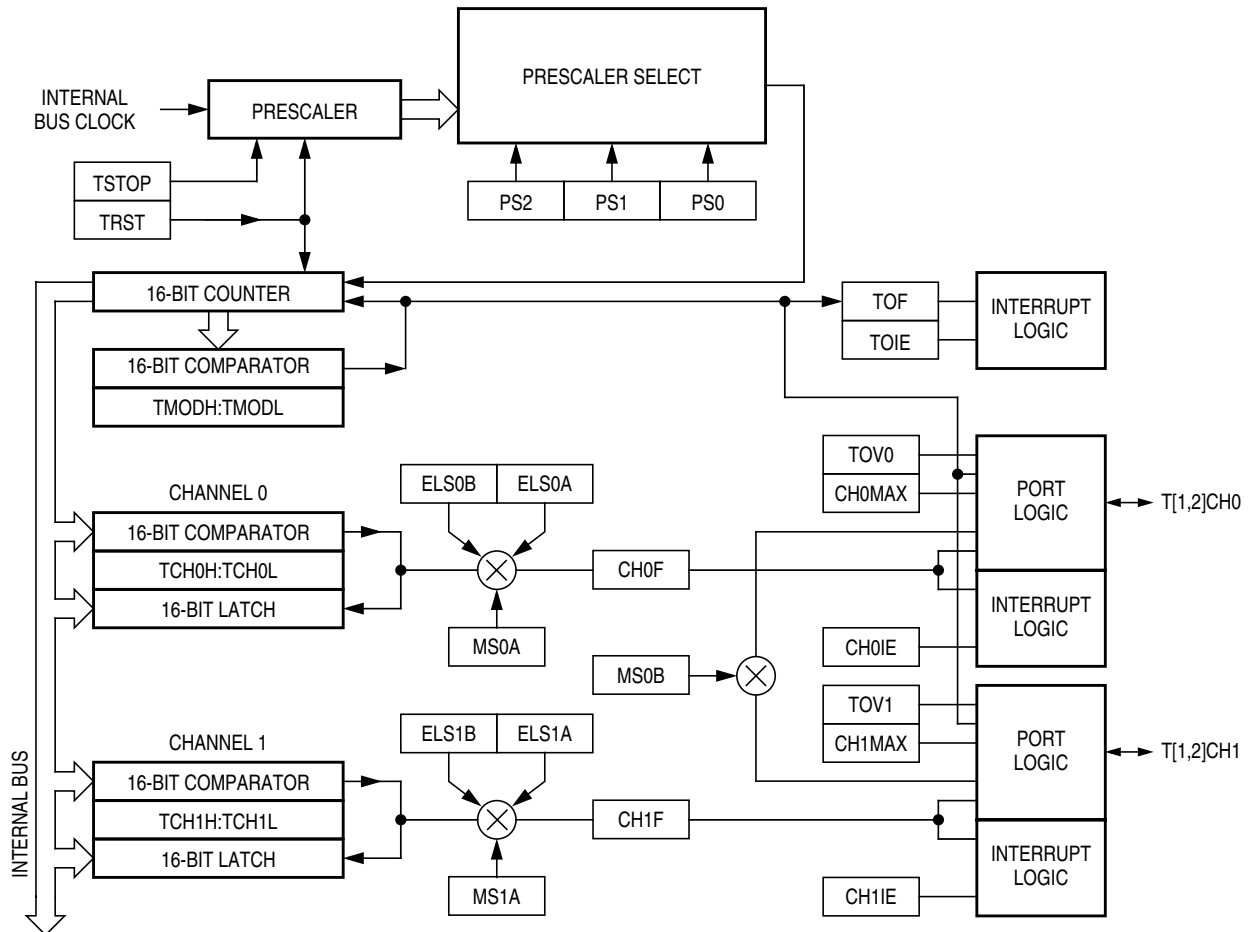 PRESCALER SELECT
INTERNAL
BUS CLOCK
PRESCALER
TSTOP
TRST
PS2 PS1 PS0
16-BIT COUNTER
TOF
TOIE
INTERRUPT
LOGIC
16-BIT COMPARATOR
TMODH:TMODL
TOV0
CH0MAX
PORT
LOGIC
T[1,2]CH0
CHANNEL 0
ELS0B ELS0A
16-BIT COMPARATOR
TCH0H:TCH0L
16-BIT LATCH
CH0F
MS0A
INTERRUPT
LOGIC
CH0IE
MS0B
TOV1
CH1MAX
PORT
LOGIC
T[1,2]CH1
CHANNEL 1
ELS1B ELS1A
16-BIT COMPARATOR
TCH1H:TCH1L
16-BIT LATCH
CH1F
MS1A
INTERRUPT
LOGIC
CH1IE
INTERNAL BUS